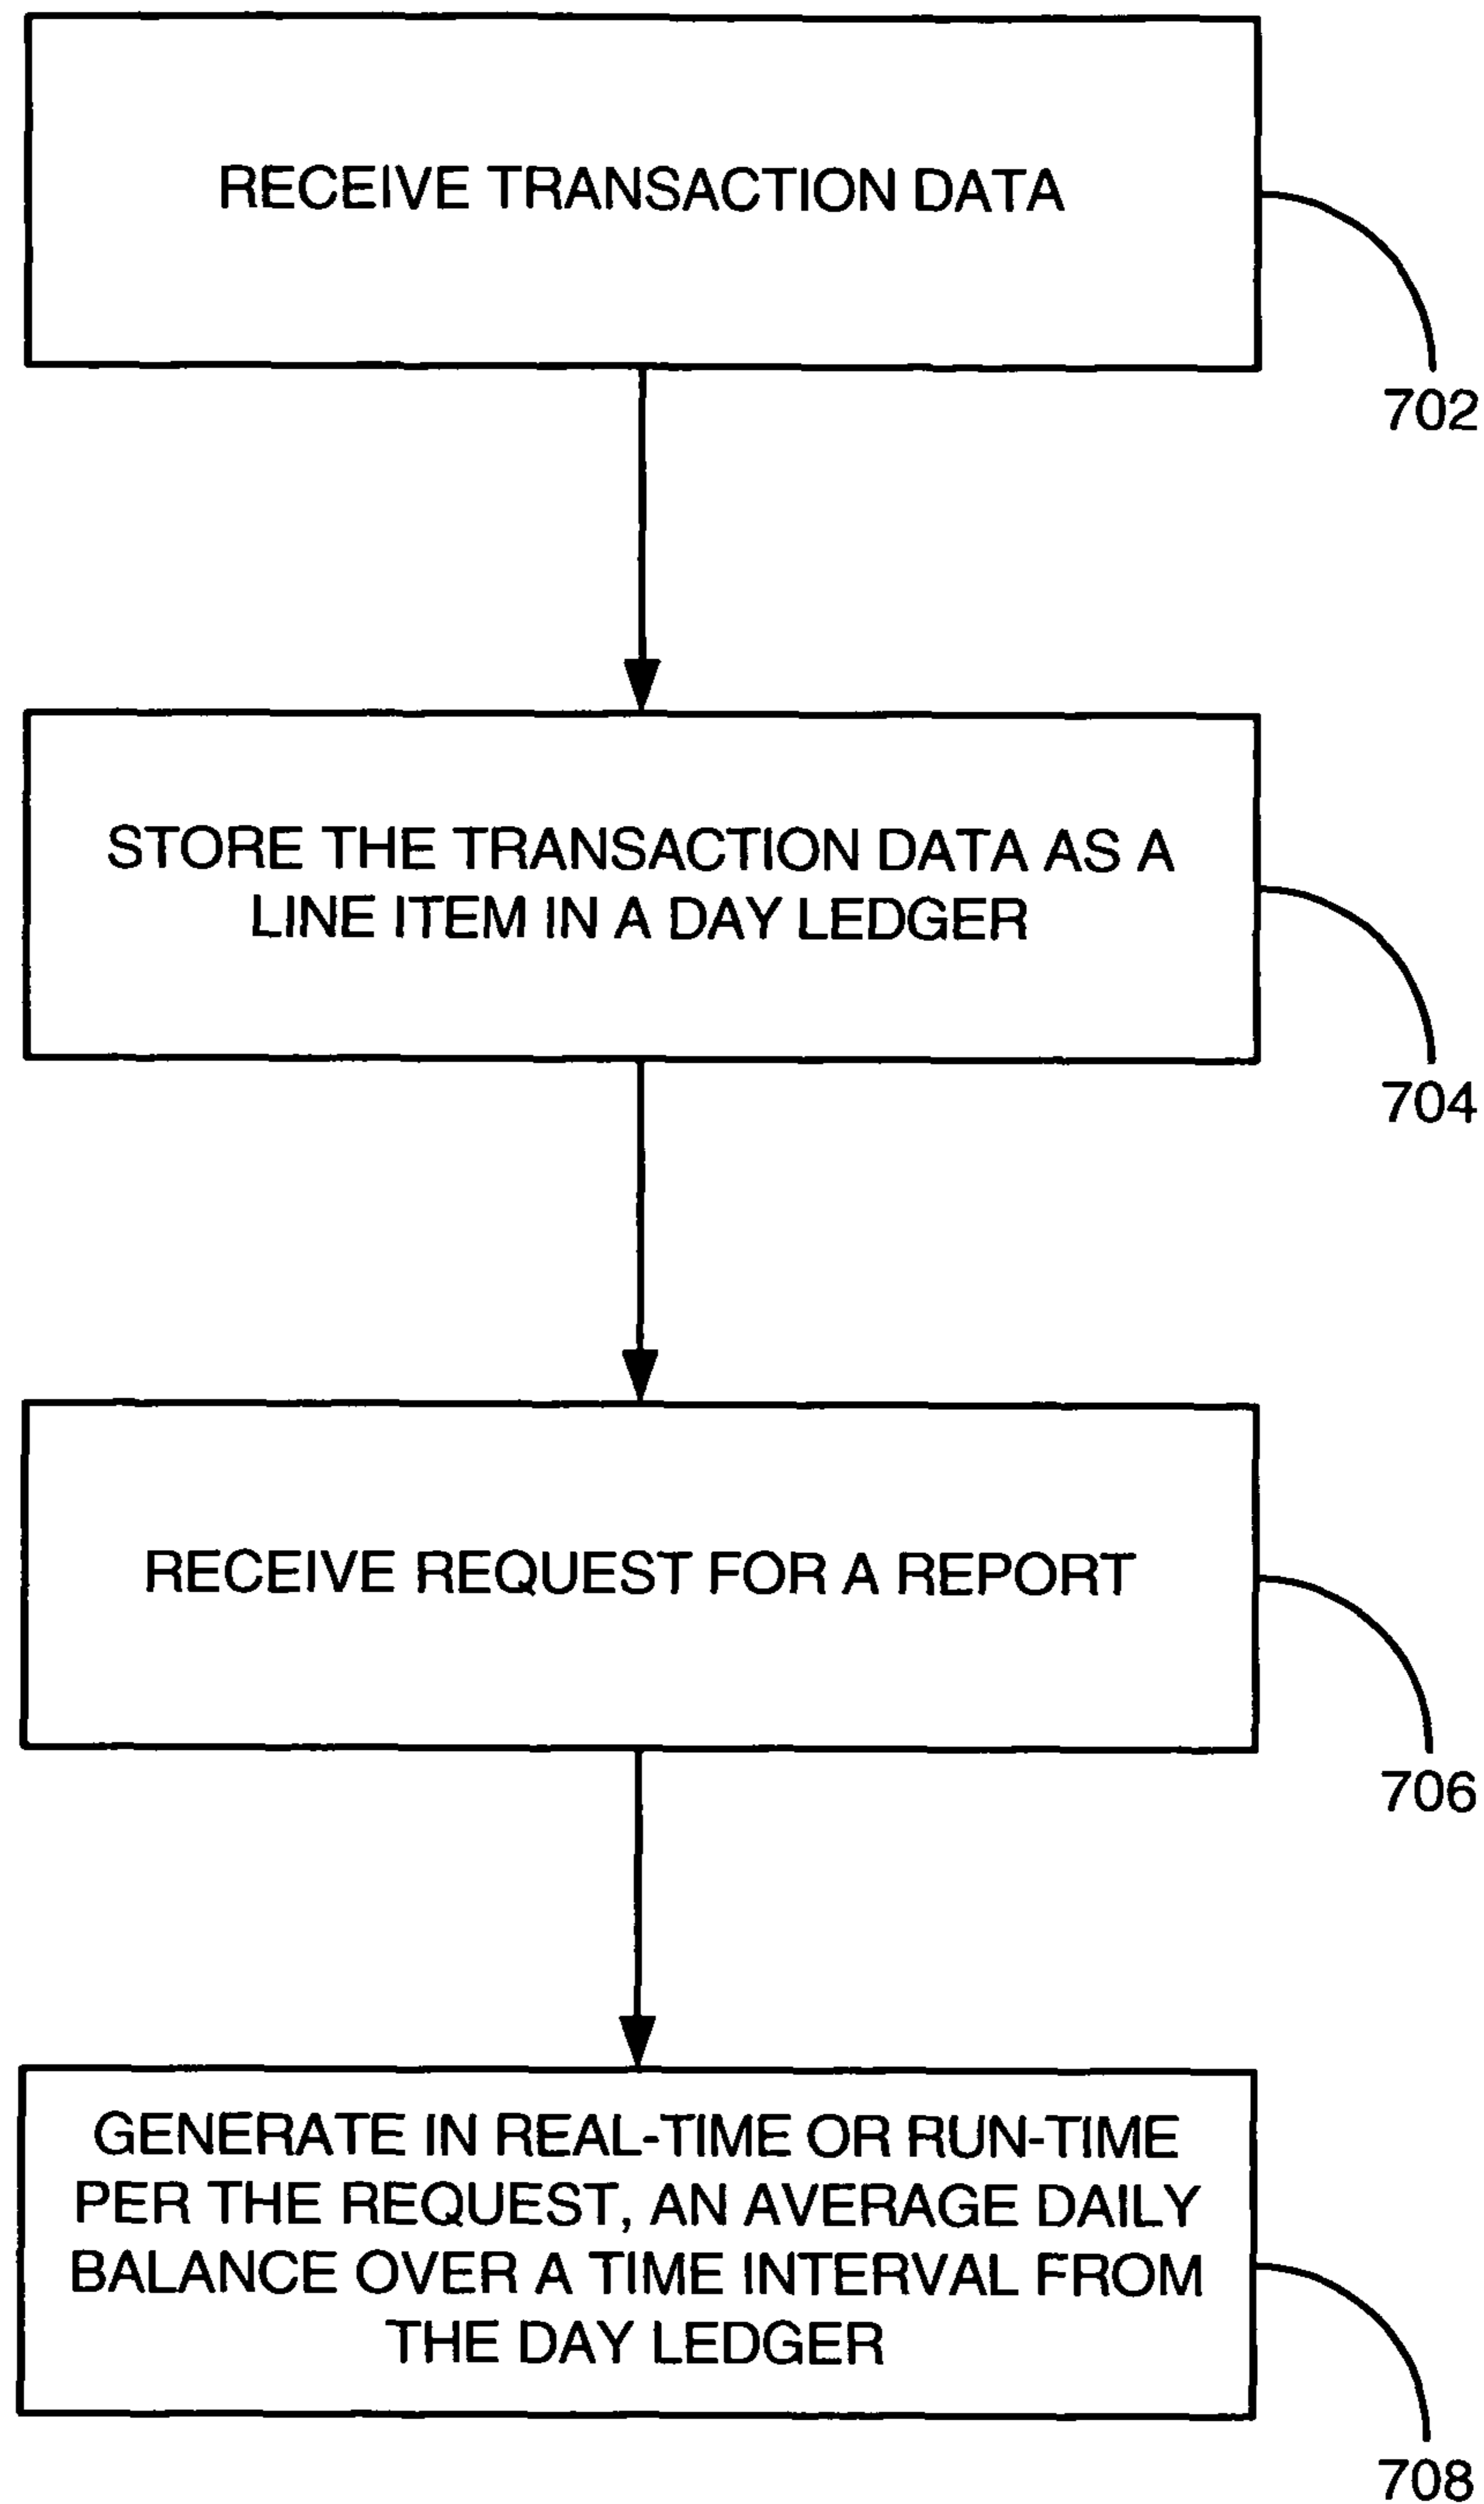 RECEIVE TRANSACTION DATA
702
STORE THE TRANSACTION DATA AS A
LINE ITEM IN A DAY LEDGER
704
RECEIVE REQUEST FOR A REPORT
706
GENERATE IN REAL-TIME OR RUN-TIME
PER THE REQUEST, AN AVERAGE DAILY
BALANCE OVER A TIME INTERVAL FROM
THE DAY LEDGER
708